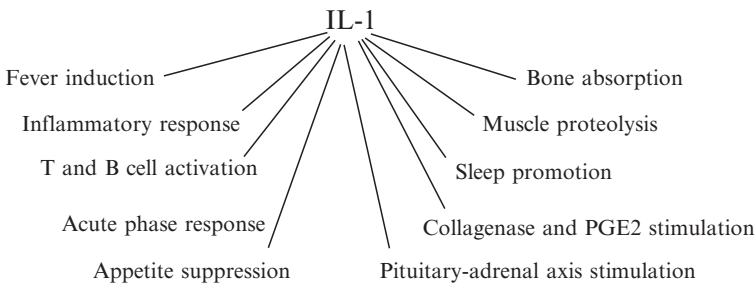 IL-1
Fever induction
Bone absorption
Inflammatory response
Muscle proteolysis
T and B cell activation
Sleep promotion
Acute phase response
Collagenase and PGE2 stimulation
Appetite suppression
Pituitary-adrenal axis stimulation